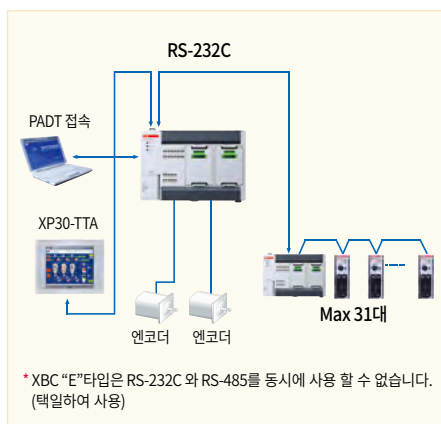 RS-232C
PADT 접속
XP30-TTA
엔코더
엔코더
Max 31대
* XBC “E”타입은 RS-232C 와 RS-485를 동시에 사용 할 수 없습니다.
(택일하여 사용)